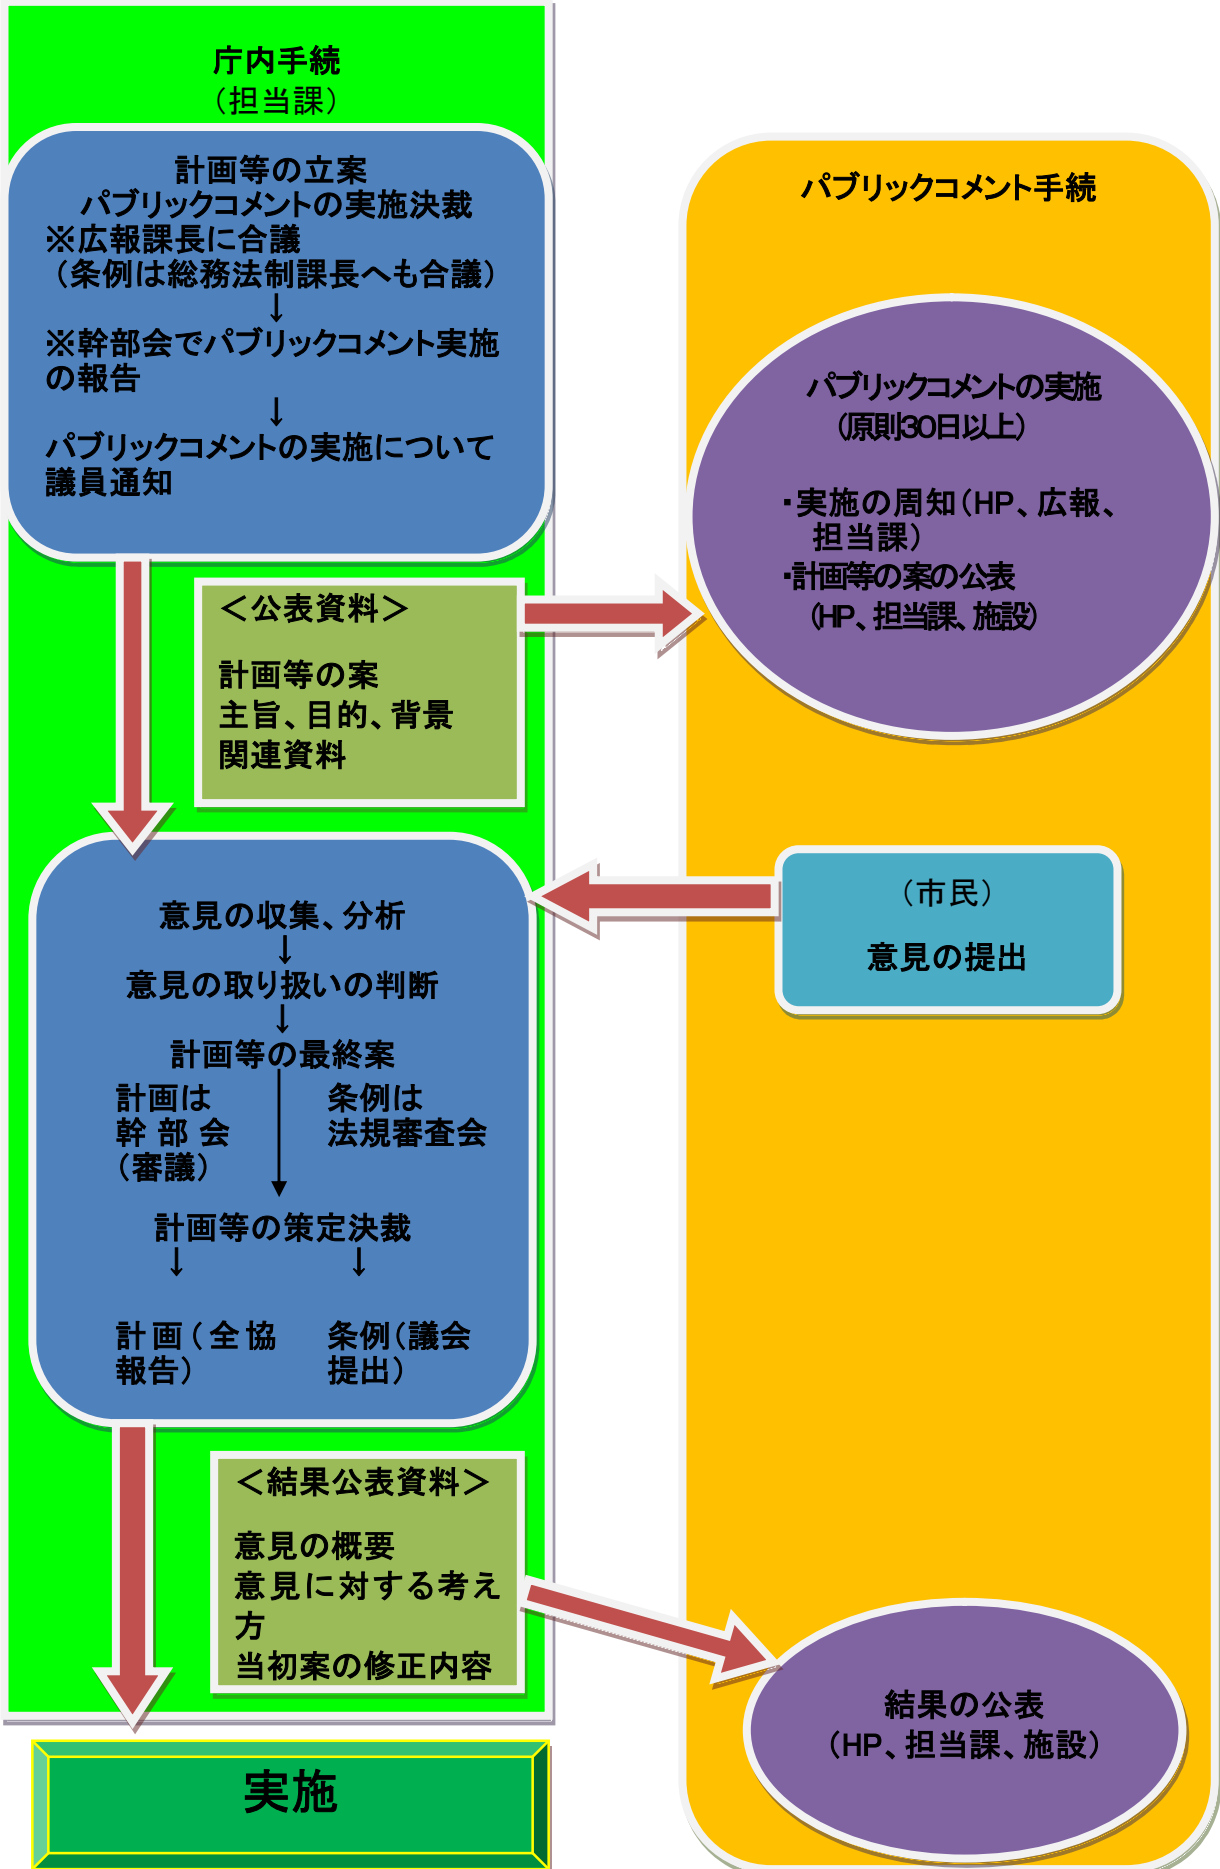 庁内手続
（担当課）
計画等の立案
パブリックコメントの実施決裁
※広報課長に合議
（条例は総務法制課長へも合議）
↓
※幹部会でパブリックコメント実施
の報告
↓
パブリックコメントの実施について
議員通知
＜公表資料＞
計画等の案
主旨、目的、背景
関連資料
意見の収集、分析
↓
意見の取り扱いの判断
↓
計画等の最終案
計画は
幹部会
（審議）
条例は
法規審査会
計画等の策定決裁
↓
↓
計画（全協
報告）
条例（議会
提出）
＜結果公表資料＞
意見の概要
意見に対する考え
方
当初案の修正内容
実施
パブリックコメント手続
パブリックコメントの実施
（原則30日以上）
・実施の周知（HP、広報、
担当課）
・計画等の案の公表
（HP、担当課、施設）
（市民）
意見の提出
結果の公表
（HP、担当課、施設）